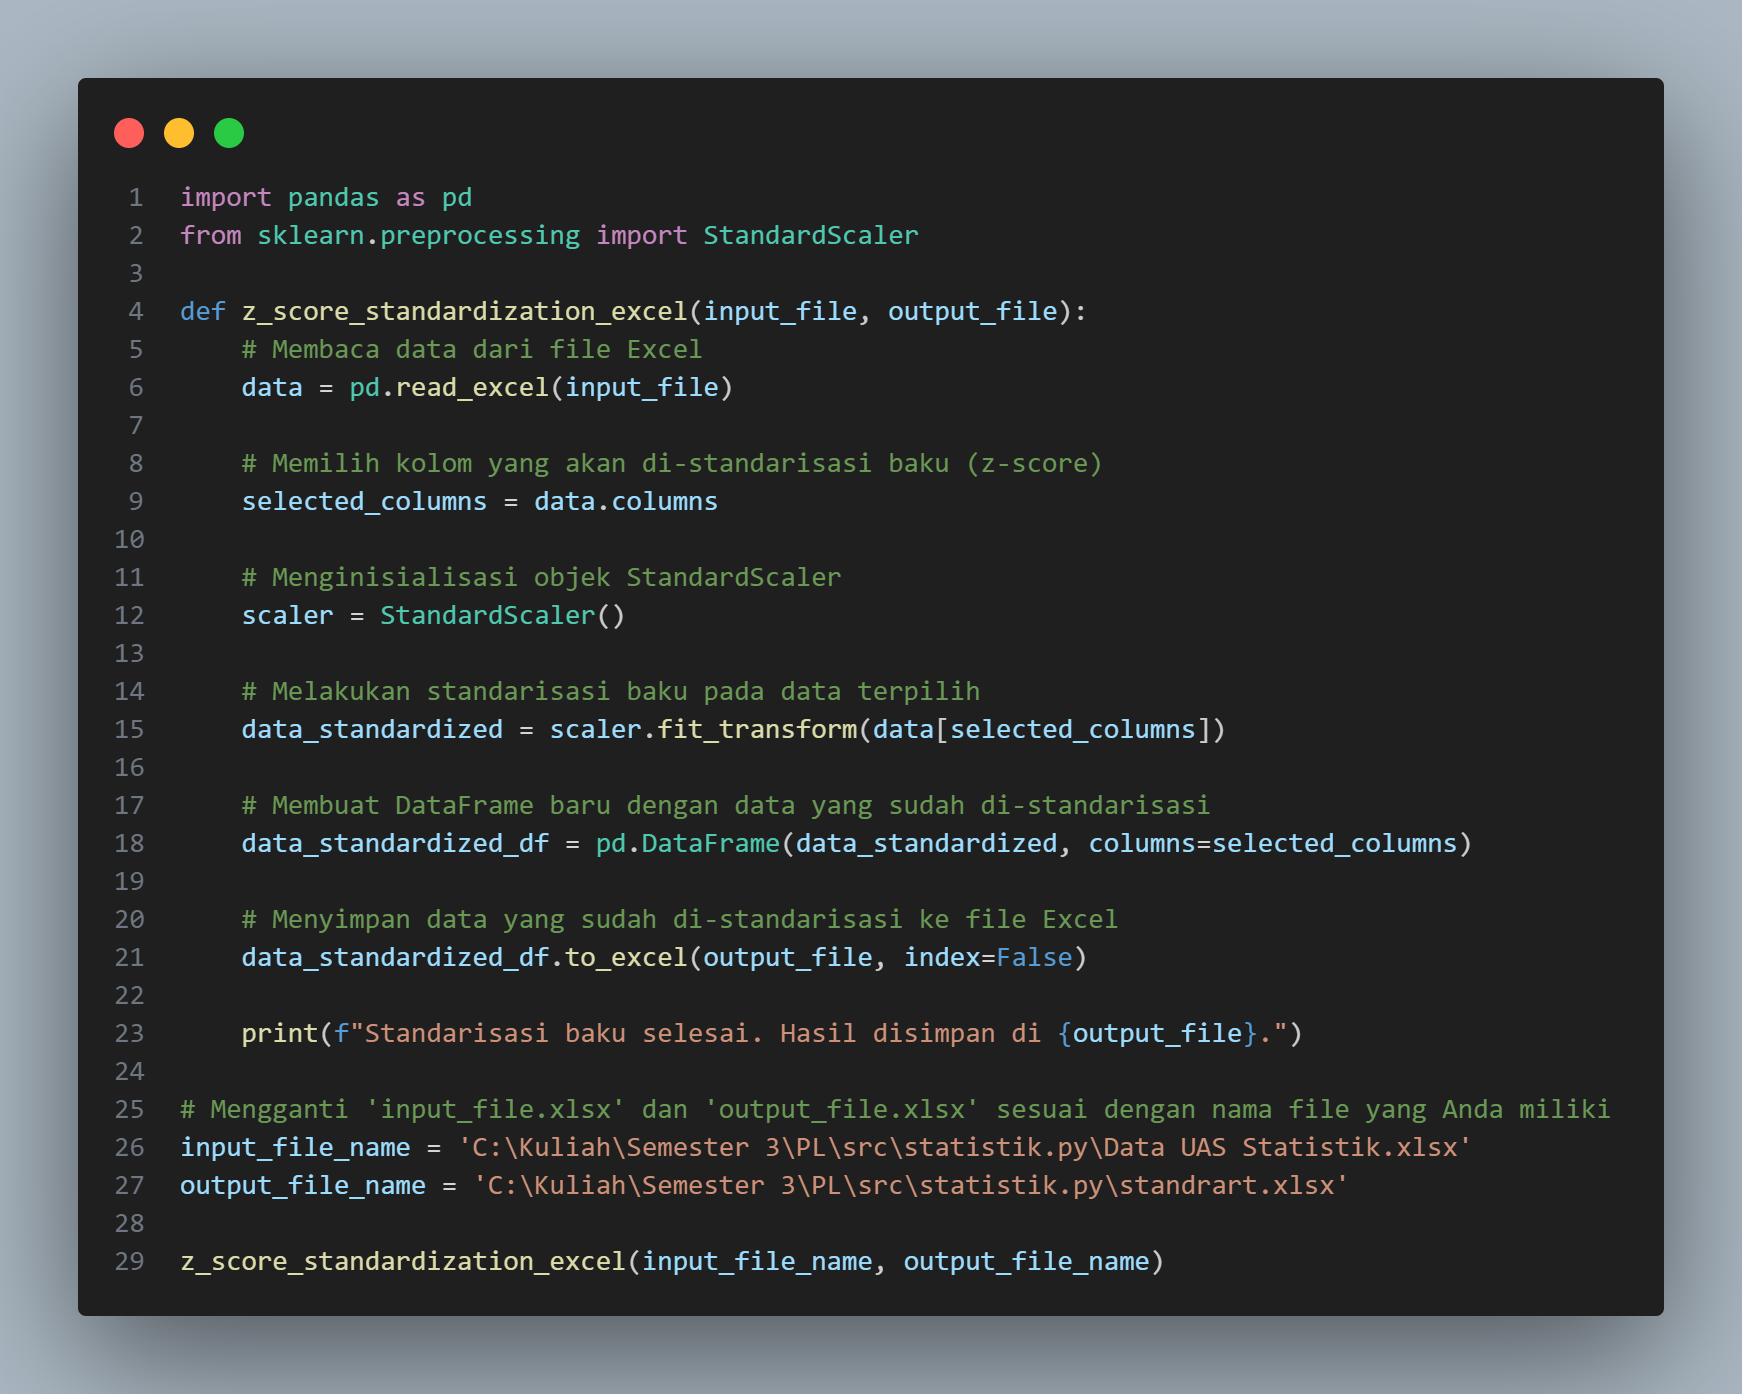 1 import pandas as pd
2 from sklearn.preprocessing import StandardScaler
3
4 def z_score_standardization_excel(input_file, output_file):
5     # Membaca data dari file Excel
6     data = pd.read_excel(input_file)
7
8     # Memilih kolom yang akan di-standarisasi baku (z-score)
9     selected_columns = data.columns
10
11     # Menginisialisasi objek StandardScaler
12     scaler = StandardScaler()
13
14     # Melakukan standarisasi baku pada data terpilih
15     data_standardized = scaler.fit_transform(data[selected_columns])
16
17     # Membuat DataFrame baru dengan data yang sudah di-standarisasi
18     data_standardized_df = pd.DataFrame(data_standardized, columns=selected_columns)
19
20     # Menyimpan data yang sudah di-standarisasi ke file Excel
21     data_standardized_df.to_excel(output_file, index=False)
22
23     print(f"Standarisasi baku selesai. Hasil disimpan di {output_file}.")
24
25 # Mengganti 'input_file.xlsx' dan 'output_file.xlsx' sesuai dengan nama file yang Anda miliki
26 input_file_name = 'C:\Kuliah\Semester 3\PL\src\statistik.py\Data UAS Statistik.xlsx'
27 output_file_name = 'C:\Kuliah\Semester 3\PL\src\statistik.py\standrart.xlsx'
28
29 z_score_standardization_excel(input_file_name, output_file_name)